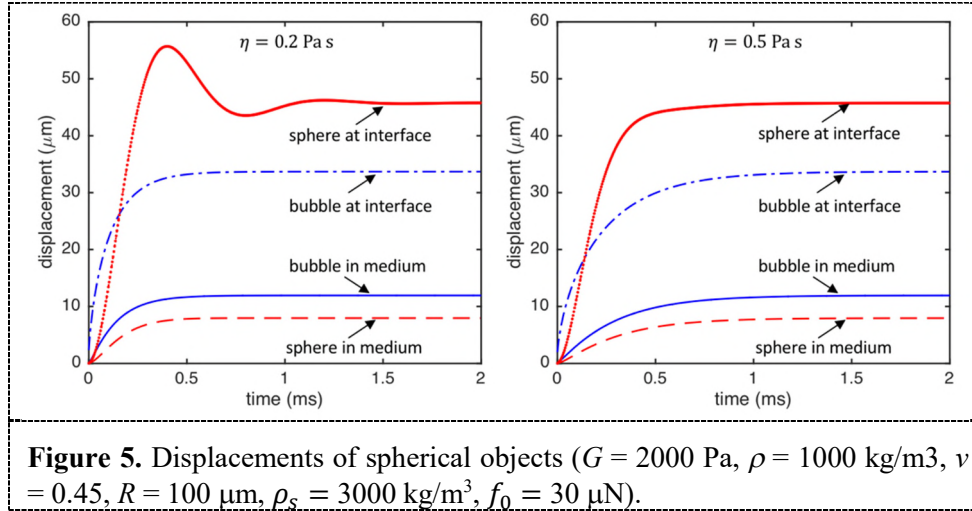 η = 0.2 Pa s
60
50
40
30
20
10
0
displacement (μm)
sphere at interface
bubble at interface
bubble in medium
sphere in medium
0 0.5 1 1.5 2
time (ms)
η = 0.5 Pa s
60
50
40
30
20
10
0
displacement (μm)
sphere at interface
bubble at interface
bubble in medium
sphere in medium
0 0.5 1 1.5 2
time (ms)
Figure 5. Displacements of spherical objects (G = 2000 Pa, ρ = 1000 kg/m3, ν
= 0.45, R = 100 μm, ρₛ = 3000 kg/m³, f₀ = 30 μN).